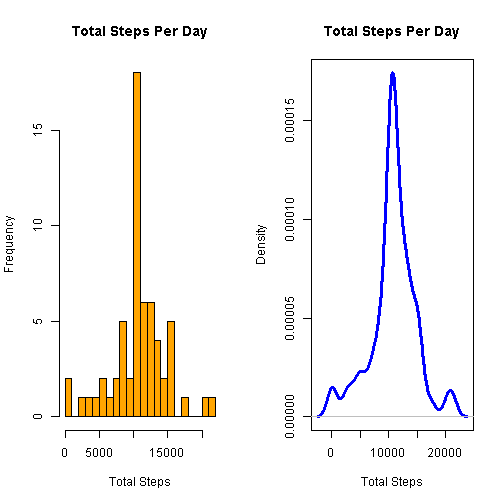 Total Steps Per Day
Frequency
15
10
5
0
0 5000 15000
Total Steps
Total Steps Per Day
Density
0.00015
0.00010
0.00005
0.00000
0 10000 20000
Total Steps